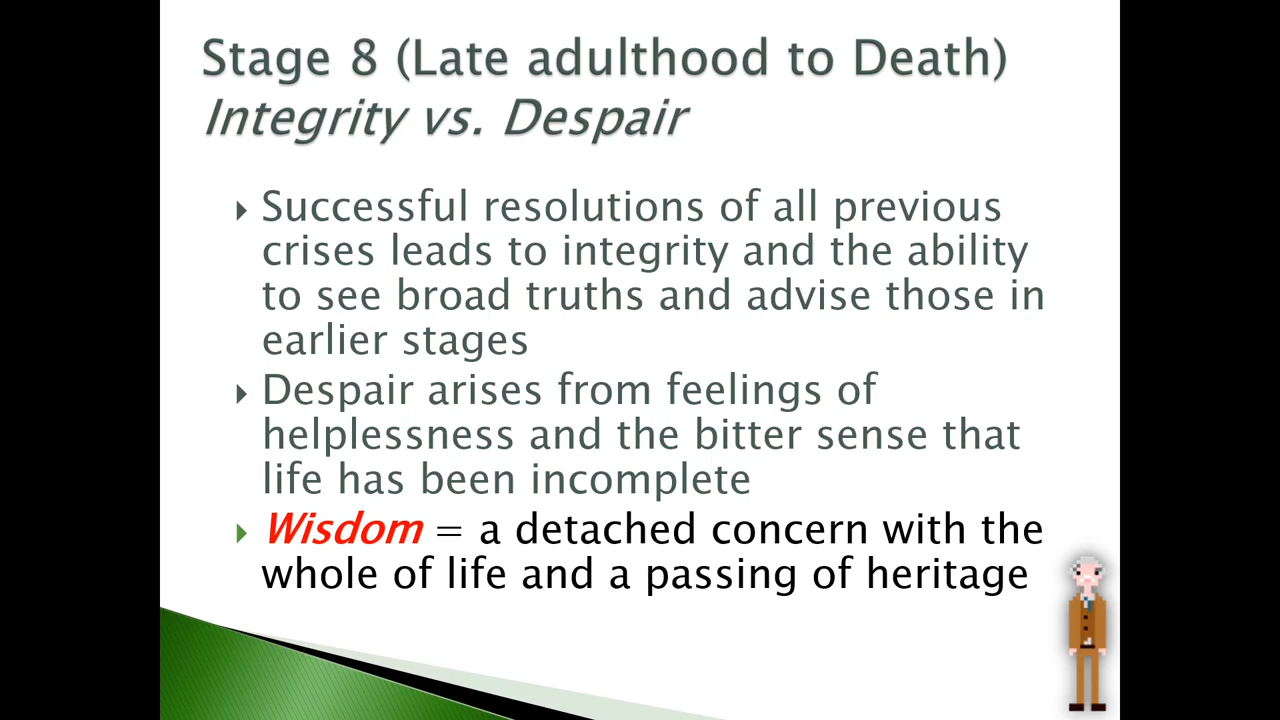 Stage 8 (Late adulthood to Death)
Integrity vs. Despair
Successful resolutions of all previous
crises leads to integrity and the ability
to see broad truths and advise those in
earlier stages
Despair arises from feelings of
helplessness and the bitter sense that
life has been incomplete
Wisdom = a detached concern with the
whole of life and a passing of heritage